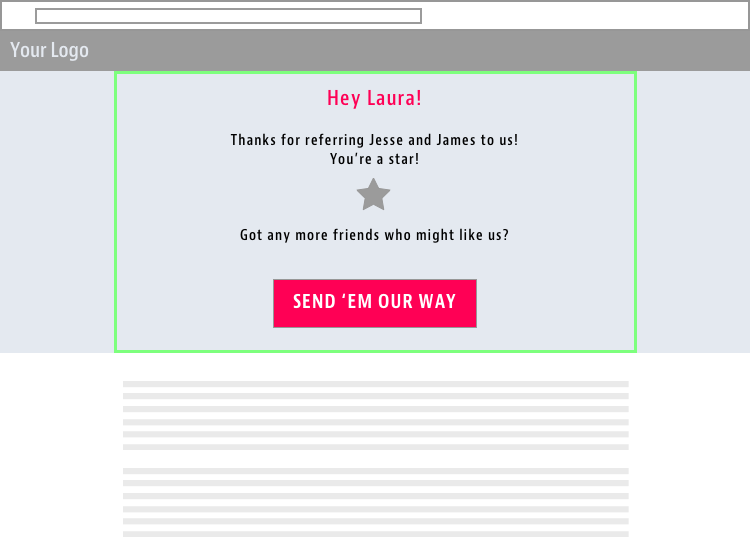 Your Logo
Hey Laura!
Thanks for referring Jesse and James to us!
You’re a star!
Got any more friends who might like us?
SEND ‘EM OUR WAY